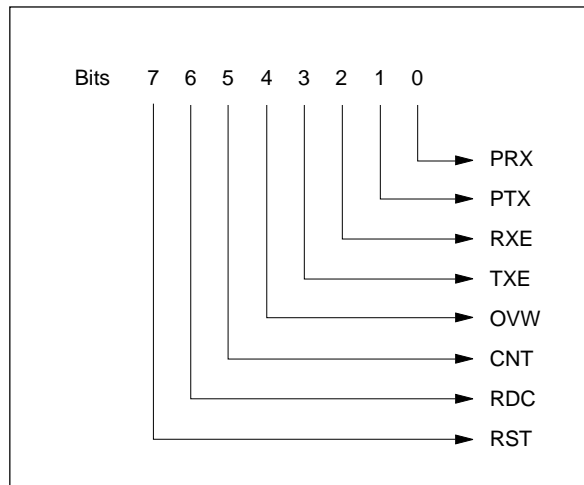 Bits 7 6 5 4 3 2 1 0
PRX
PTX
RXE
TXE
OVW
CNT
RDC
RST